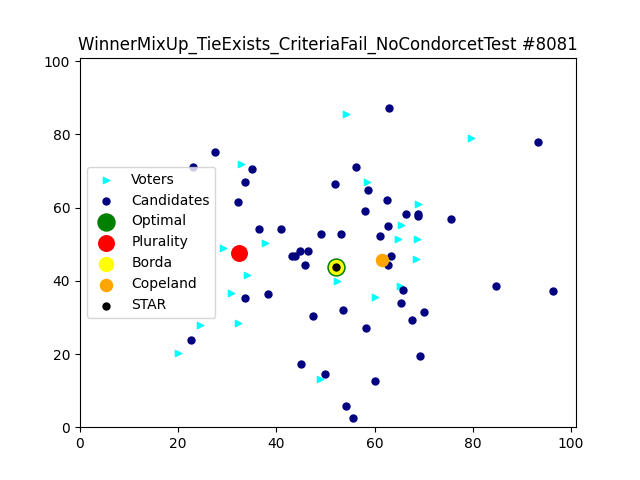 WinnerMixUp_TieExists_CriteriaFail_NoCondorcetTest #8081
100
80
60
40
20
0
Voters
Candidates
Optimal
Plurality
Borda
Copeland
STAR
0 20 40 60 80 100